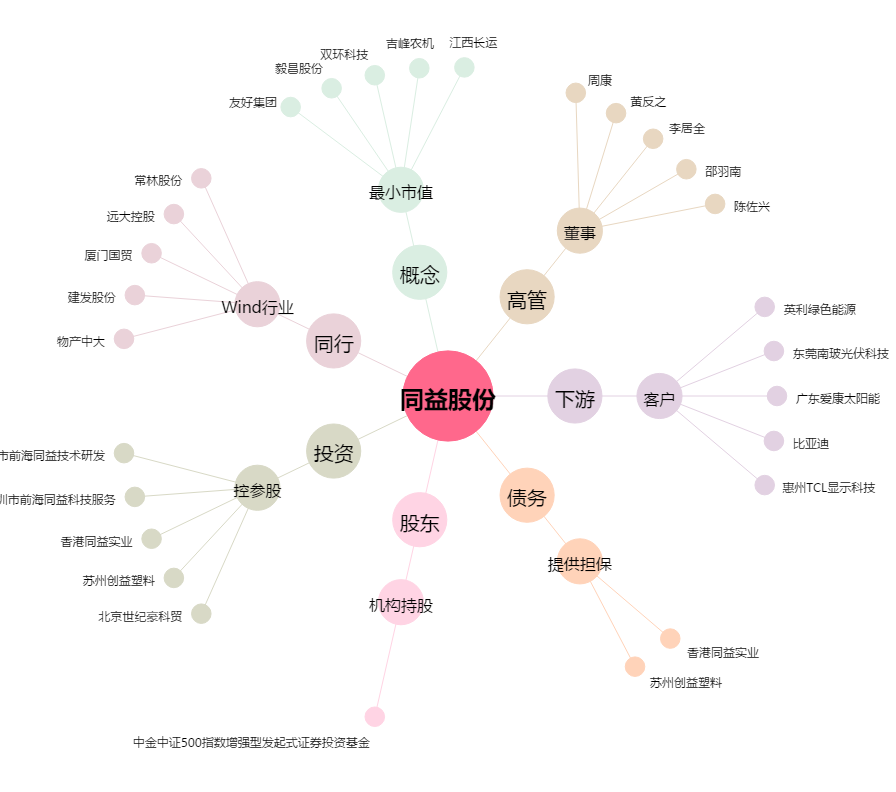 吉峰农机
江西长运
双环科技
毅昌股份
友好集团
最小市值
概念
周康
黄反之
李居全
邵羽南
陈佐兴
董事
高管
常林股份
远大控股
厦门国贸
建发股份
物产中大
Wind行业
同行
同益股份
英利绿色能源
东莞南玻光伏科技
广东爱康太阳能
比亚迪
惠州TCL显示科技
客户
下游
投资
控参股
市前海同益技术研发
圳市前海同益科技服务
香港同益实业
苏州创益塑料
北京世纪豪科贸
股东
机构持股
中金中证500指数增强型发起式证券投资基金
债务
提供担保
香港同益实业
苏州创益塑料